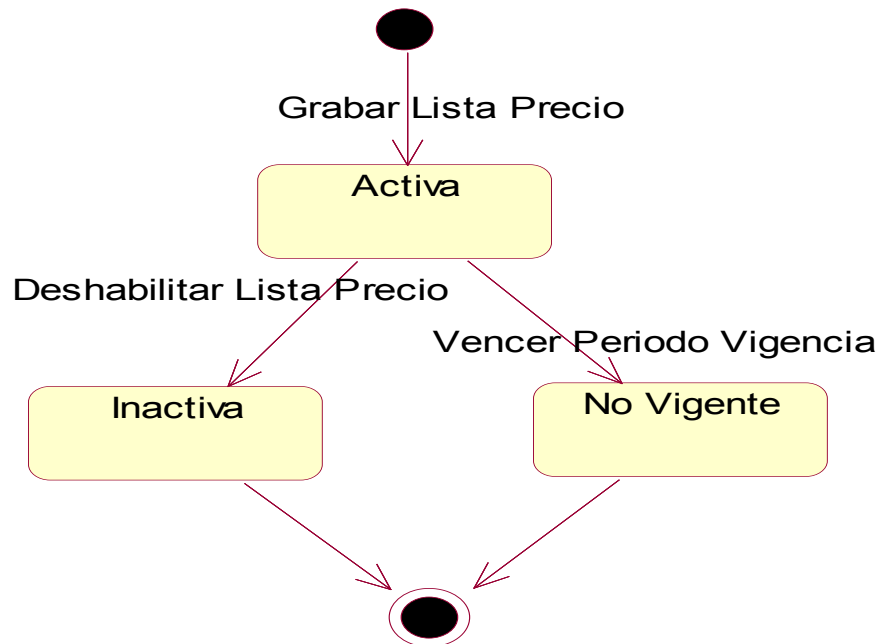 Grabar Lista Precio
Activa
Deshabilitar Lista Precio
Vencer Periodo Vigencia
Inactiva
No Vigente